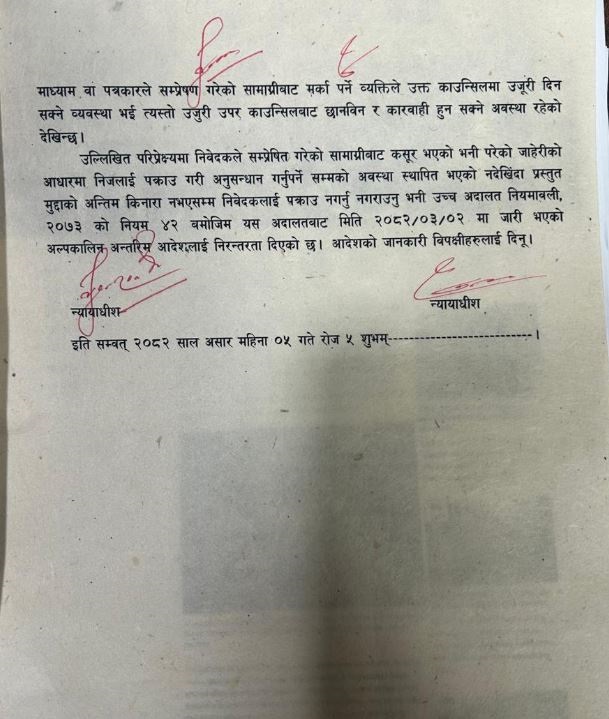 माध्यम वा पत्रकारले सम्प्रेषण गरेको सामाग्रीबाट मर्का पर्ने व्यक्तिले उक्त काउन्सिलमा उजूरी दिन
सक्ने व्यवस्था भई त्यस्तो उजुरी उपर काउन्सिलबाट छानविन र कारवाही हुन सक्ने अवस्था रहेको
देखिन्छ।
उल्लिखित परिप्रेक्ष्यमा निवेदकले सम्प्रेषित गरेको सामाग्रीबाट कसूर भएको भनी परेको जाहेरीको
आधारमा निजलाई पक्राउ गरी अनुसन्धान गर्नुपर्ने सम्मको अवस्था स्थापित भएको नदेखिंदा प्रस्तुत
मुद्दाको अन्तिम किनारा नभएसम्म निवेदकलाई पक्राउ नगर्नु नगराउनु भनी उच्च अदालत नियमावली,
२०७३ को नियम ४२ बमोजिम यस अदालतबाट मिति २०८२/०३/०२ मा जारी भएको
अल्पकालिन अन्तरिम आदेशलाई निरन्तरता दिएको छ। आदेशको जानकारी विपक्षीहरुलाई दिनू।
न्यायाधीश न्यायाधीश
इति सम्वत् २०८२ साल असार महिना ०५ गते रोज ५ शुभम्----------------------------।